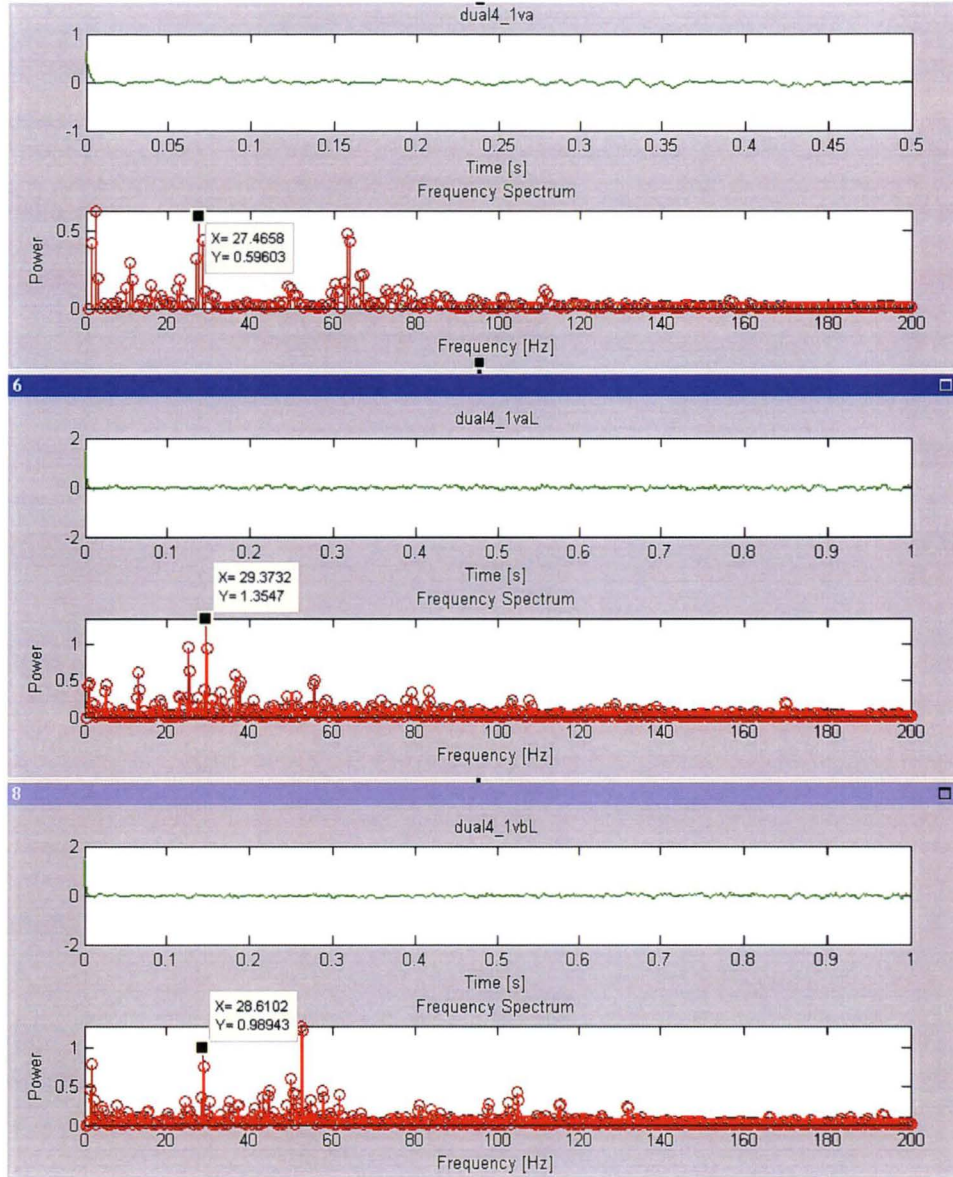 dual4_1va
1
0
-1
0 0.05 0.1 0.15 0.2 0.25 0.3 0.35 0.4 0.45 0.5
Time [s]
Frequency Spectrum
Power
0.5
0
X= 27.4658
Y= 0.59603
0 20 40 60 80 100 120 140 160 180 200
Frequency [Hz]
6
dual4_1vaL
2
0
-2
0 0.1 0.2 0.3 0.4 0.5 0.6 0.7 0.8 0.9 1
Time [s]
Frequency Spectrum
X= 29.3732
Y= 1.3547
Power
1
0.5
0
0 20 40 60 80 100 120 140 160 180 200
Frequency [Hz]
8
dual4_1vbL
2
0
-2
0 0.1 0.2 0.3 0.4 0.5 0.6 0.7 0.8 0.9 1
Time [s]
Frequency Spectrum
X= 28.6102
Y= 0.98943
Power
1
0.5
0
0 20 40 60 80 100 120 140 160 180 200
Frequency [Hz]